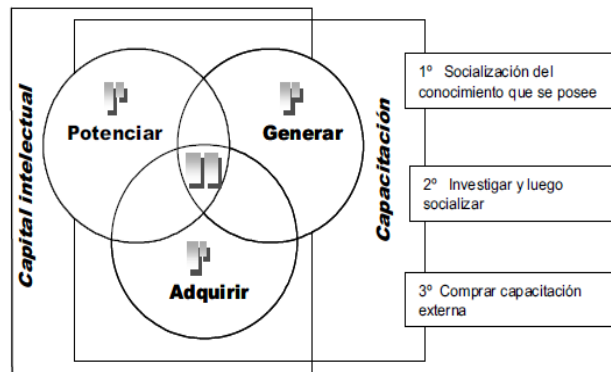 Capital intelectual
Potenciar
Generar
Adquirir
Capacitación
1º Socialización del
conocimiento que se posee
2º Investigar y luego
socializar
3º Comprar capacitación
externa